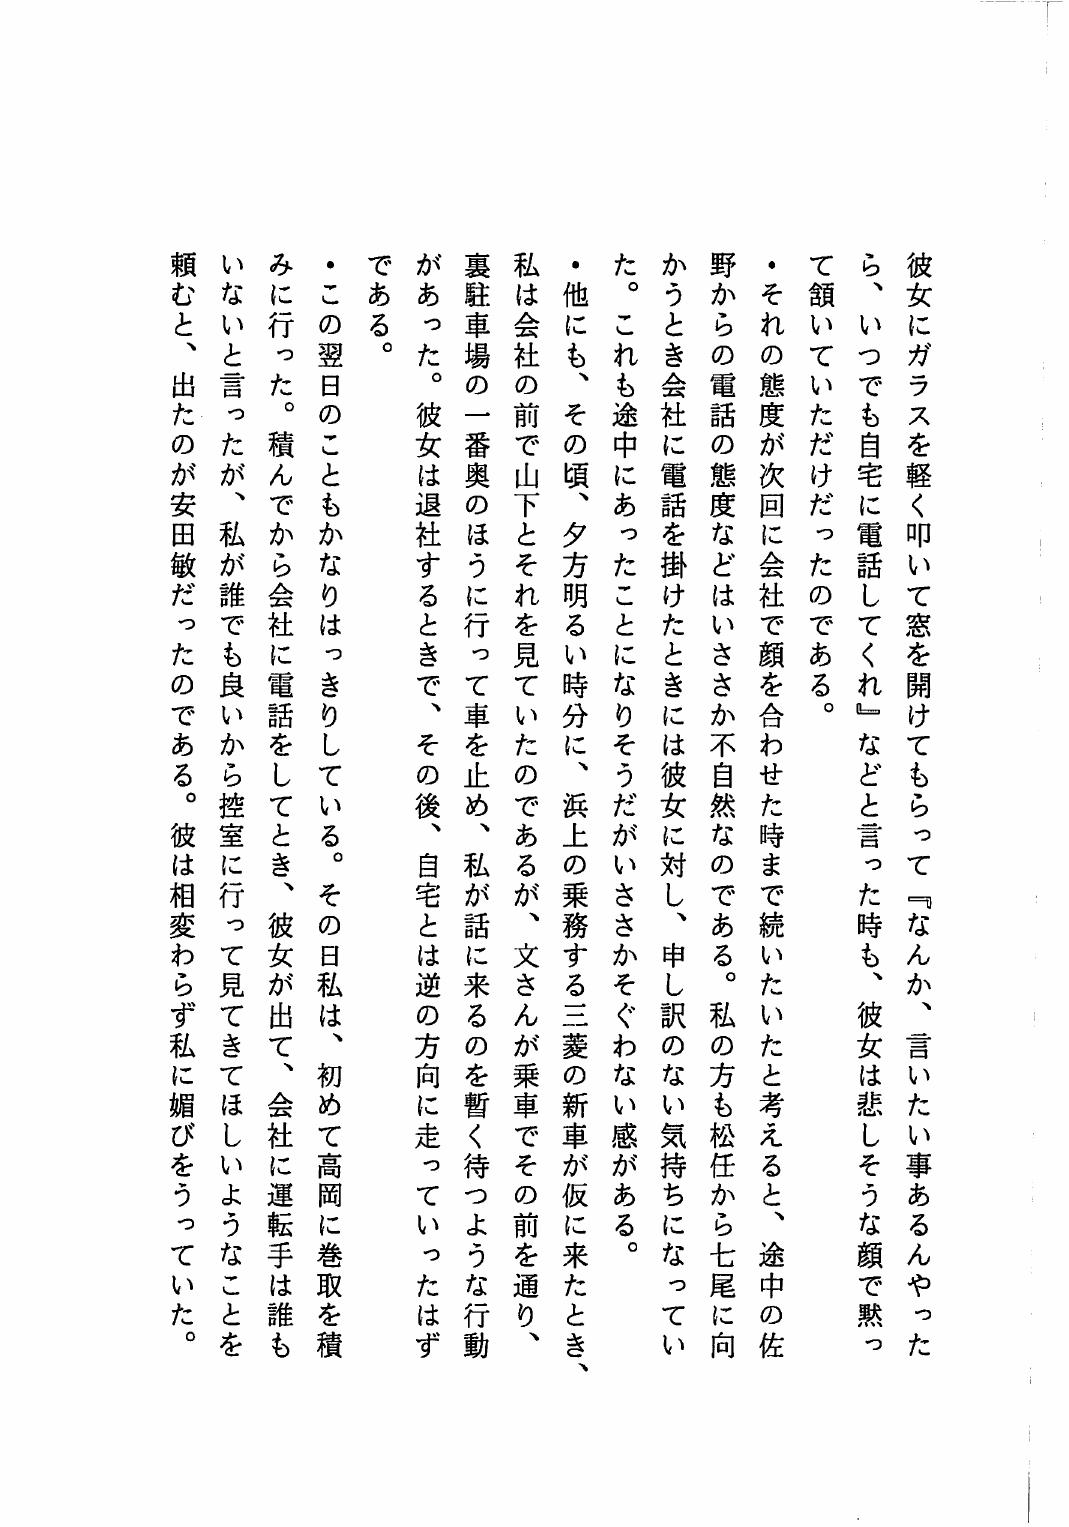 彼女にガラスを軽く叩いて窓を開けてもらって『なんか、言いたい事あるんやった
ら、いつでも自宅に電話してくれ』などと言った時も、彼女は悲しそうな顔で黙っ
て頷いていただけだったのである。
・それの態度が次回に会社で顔を合わせた時まで続いたいたと考えると、途中の佐
野からの電話の態度などはいささか不自然なのである。私の方も松任から七尾に向
かうとき会社に電話を掛けたときには彼女に対し、申し訳のない気持ちになってい
た。これも途中にあったことになりそうだがいささかそぐわない感がある。
・他にも、その頃、夕方明るい時分に、浜上の乗務する三菱の新車が仮に来たとき、
私は会社の前で山下とそれを見ていたのであるが、文さんが乗車でその前を通り、
裏駐車場の一番奥のほうに行って車を止め、私が話に来るのを暫く待つような行動
があった。彼女は退社するときで、その後、自宅とは逆の方向に走っていったはず
である。
・この翌日のこともかなりはっきりしている。その日私は、初めて高岡に巻取を積
みに行った。積んでから会社に電話をしてとき、彼女が出て、会社に運転手は誰も
いないと言ったが、私が誰でも良いから控室に行って見てきてほしいようなことを
頼むと、出たのが安田敏だったのである。彼は相変わらず私に媚びをうっていた。